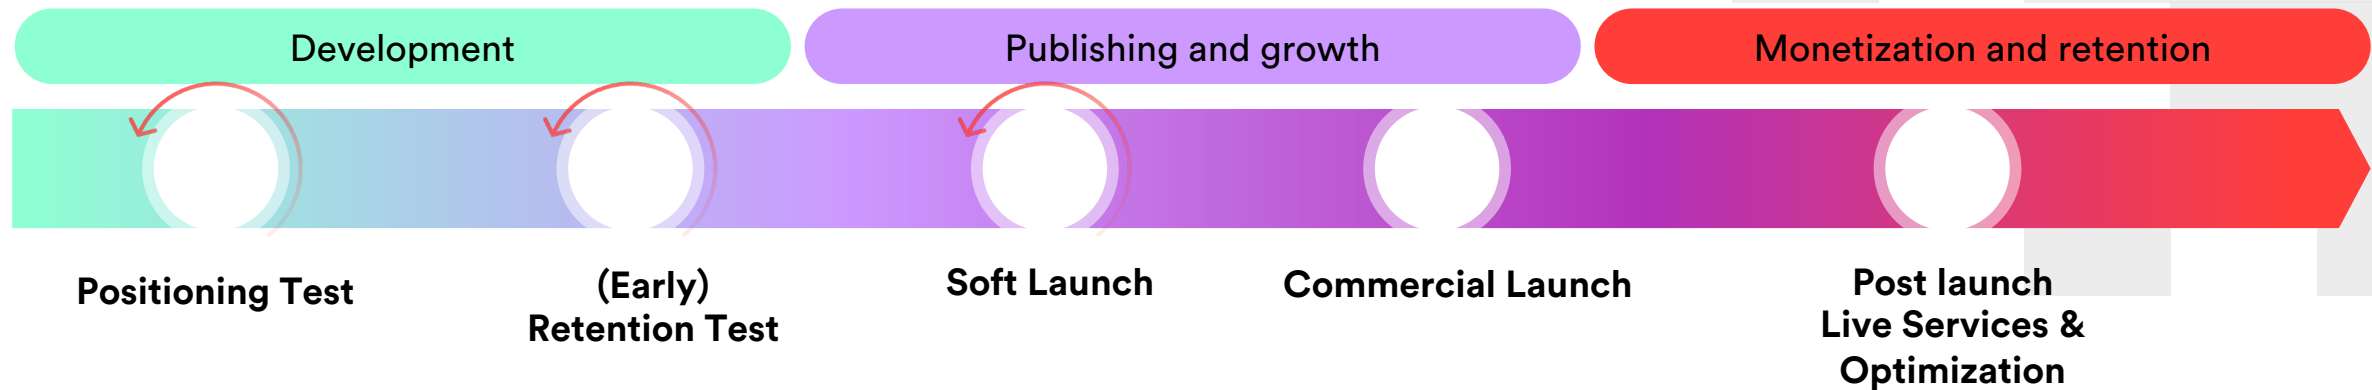 Development
Publishing and growth
Monetization and retention
Positioning Test
(Early)
Retention Test
Soft Launch
Commercial Launch
Post launch
Live Services &
Optimization